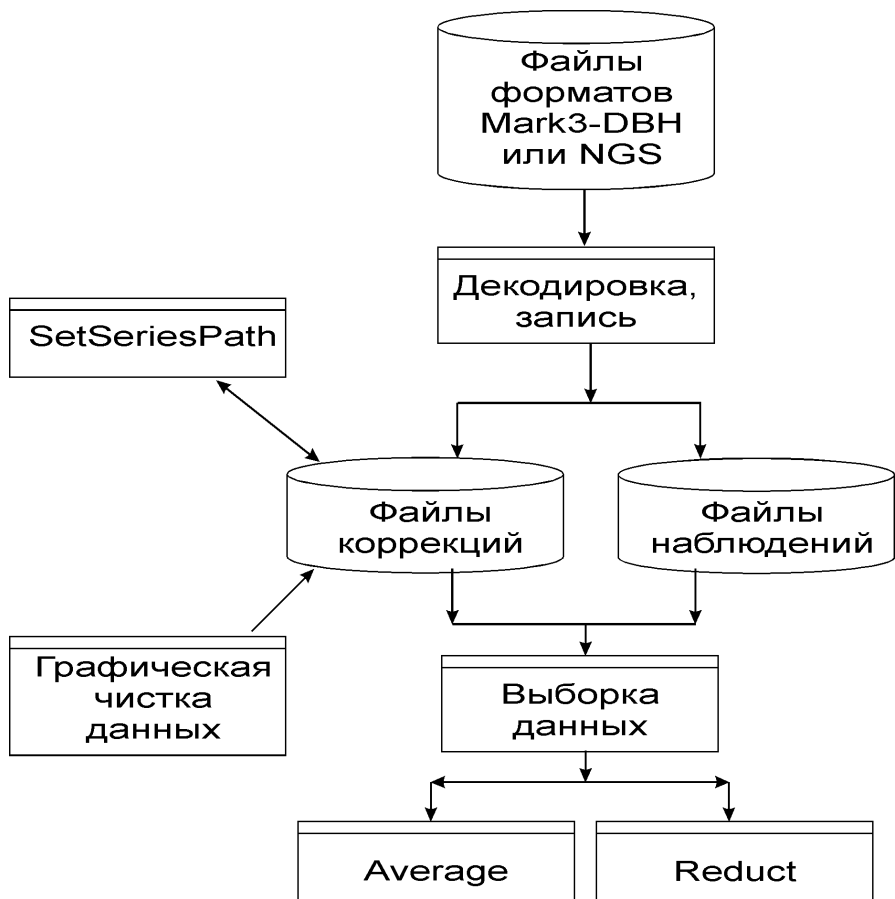 Файлы
форматов
Mark3-DBH
или NGS
Декодировка,
запись
SetSeriesPath
Файлы
коррекций
Файлы
наблюдений
Графическая
чистка
данных
Выборка
данных
Average
Reduct